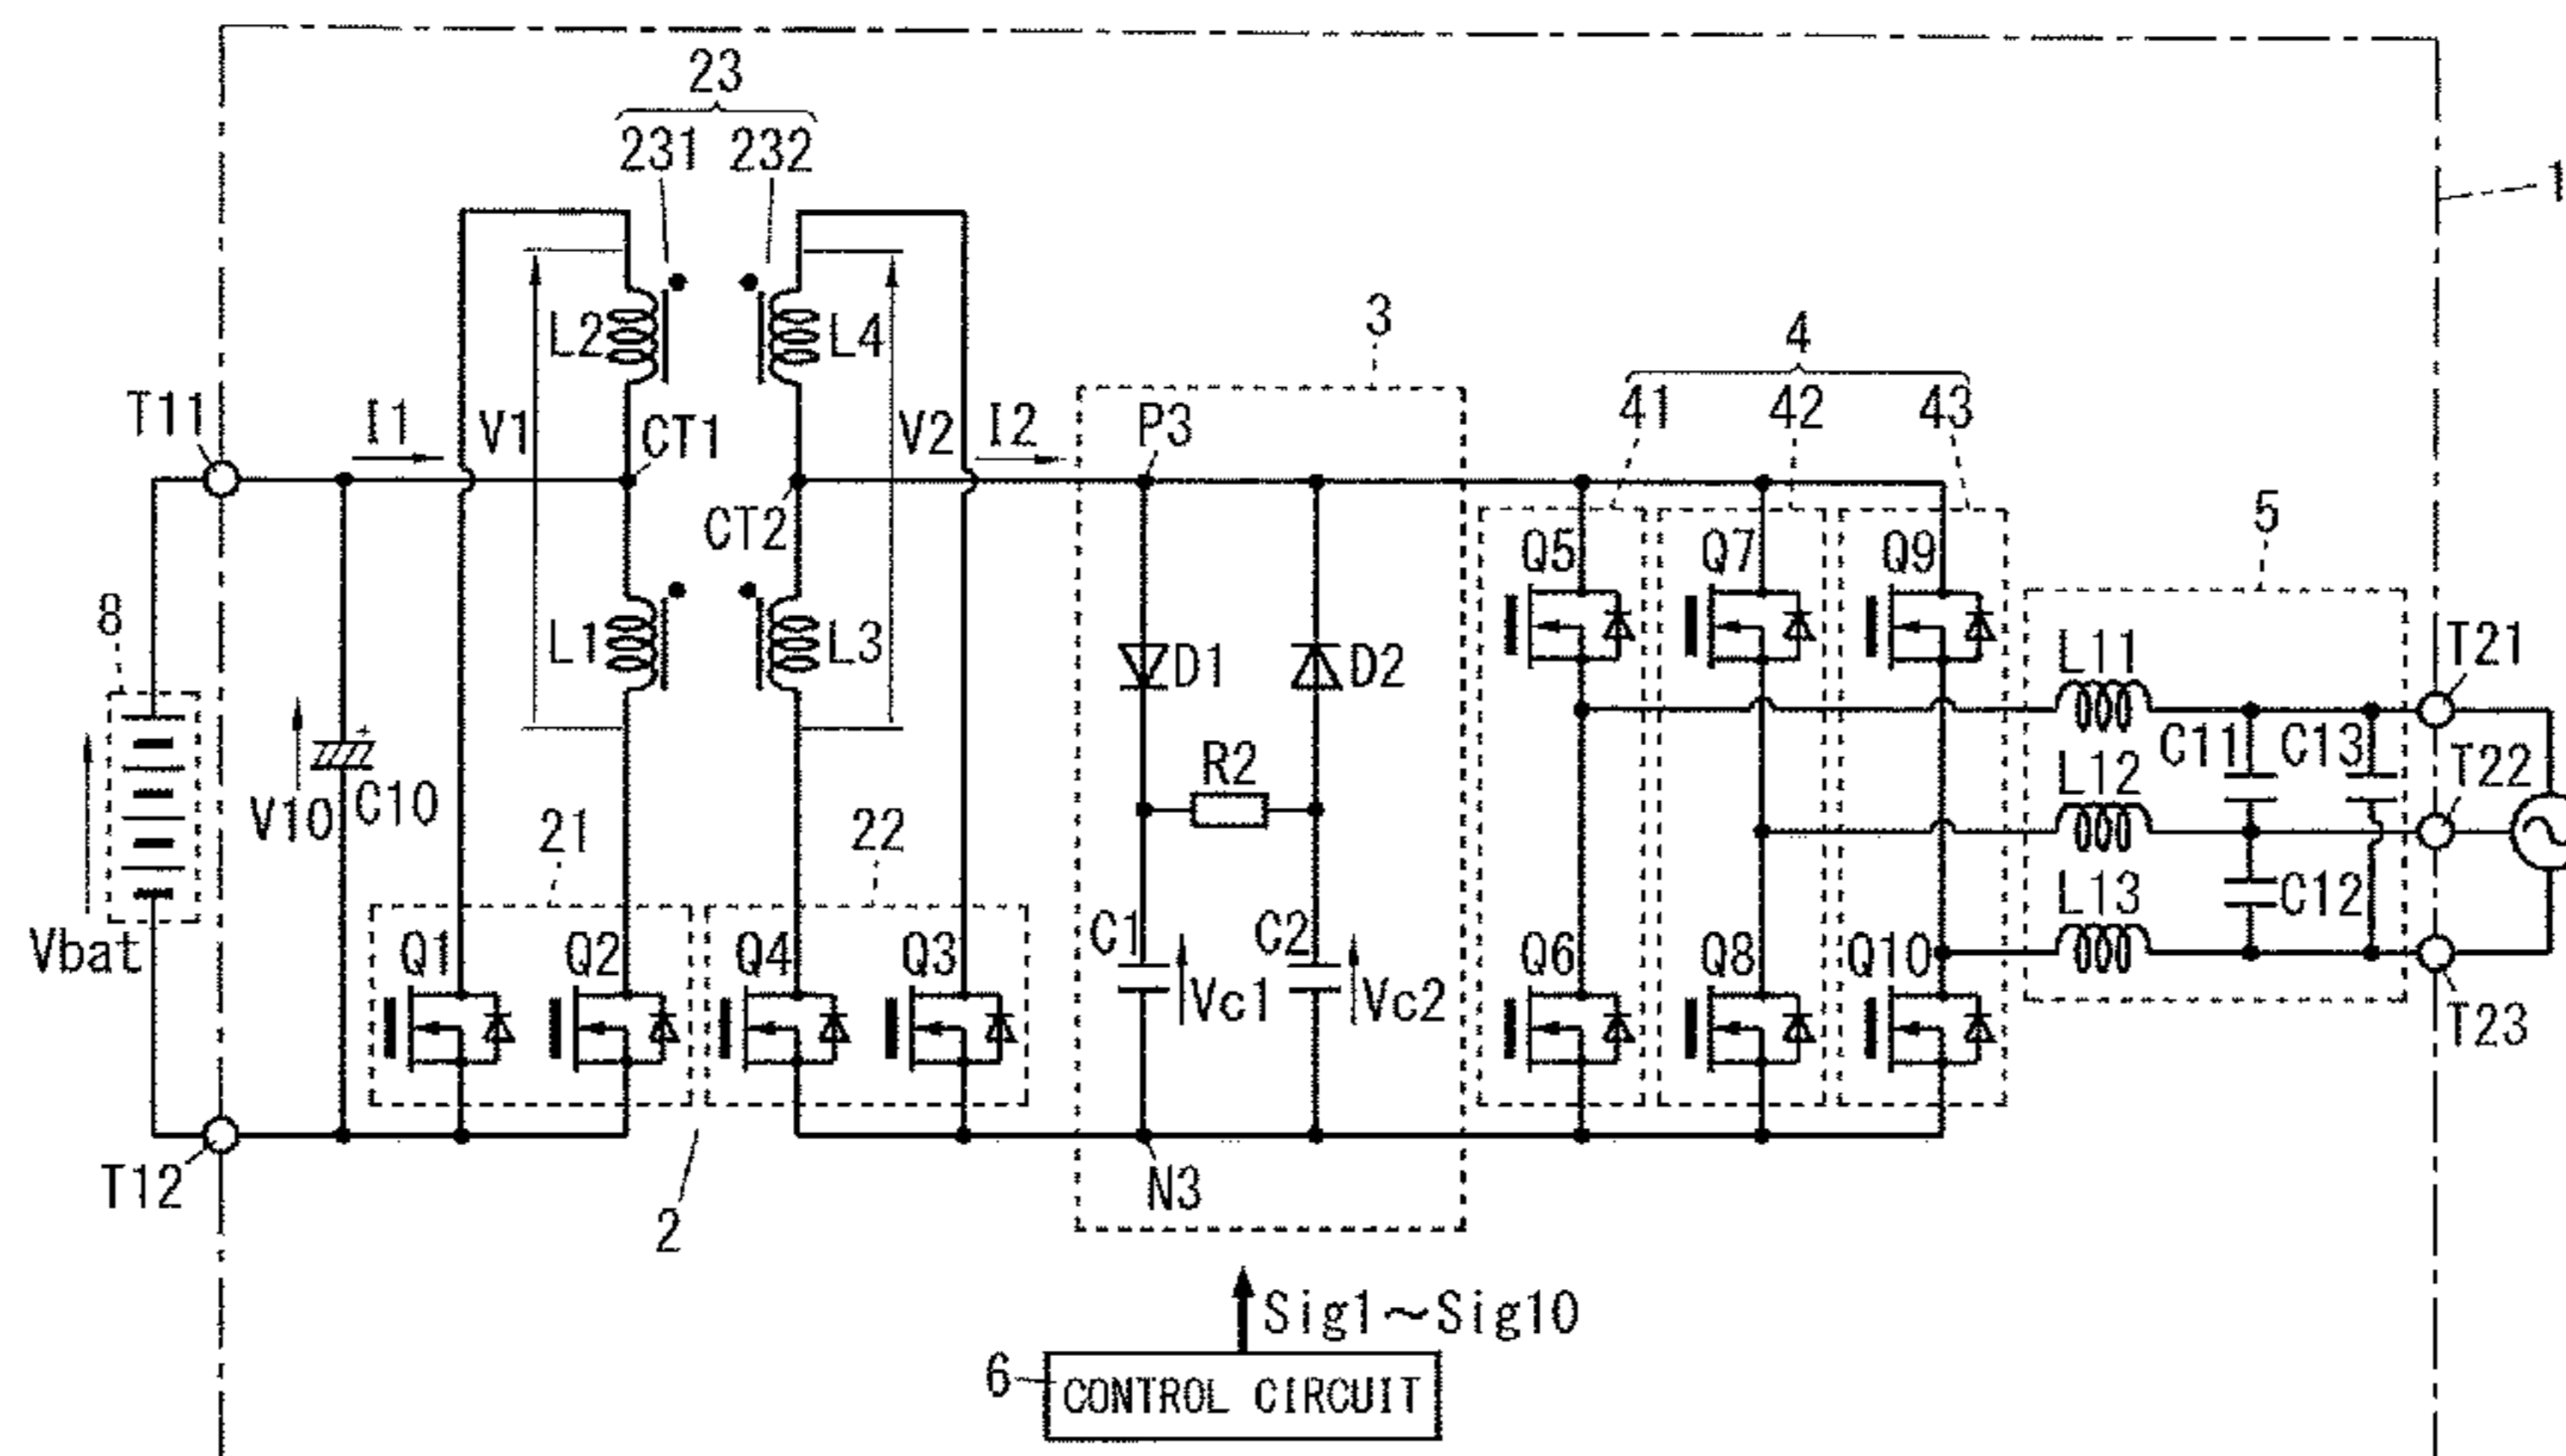 23
231 232
1
3
4
41 42 43
T11
I1
V1
CT1
L2
L4
V2
I2
P3
CT2
5
Q5
Q7
Q9
8
L1
L3
D1
D2
L11
T21
R2
C11
C13
L12
T22
V10
C10
21
22
Vbat
L13
C12
Q1
Q2
Q4
Q3
C1
Vc1
C2
Vc2
Q6
Q8
Q10
T23
T12
2
N3
Sig1~Sig10
6
CONTROL CIRCUIT